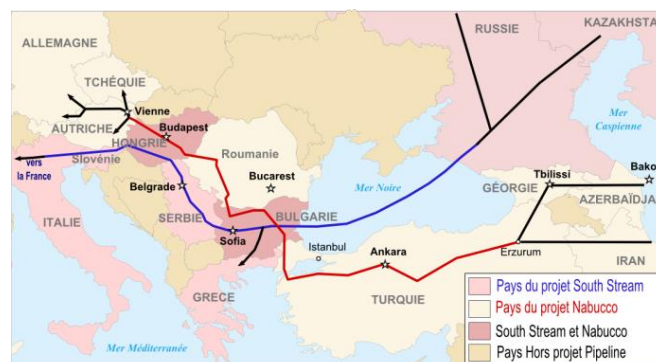 RUSSIE
KAZAKHSTA
ALLEMAGNE
TCHÉQUIE
Vienne
AUTRICHE
Budapest
HONGRIE
Slovénie
vers
la France
Roumanie
Mer
Caspienne
Belgrade
Bucarest
Mer Noire
Tbilissi
Bako
GÉORGIE
AZERBAÏDJA
ITALIE
SERBIE
BULGARIE
Sofia
Istanbul
Ankara
Erzurum
IRAN
GRECE
TURQUIE
Mer Méditerranée
Pays du projet South Stream
Pays du projet Nabucco
South Stream et Nabucco
Pays Hors projet Pipeline